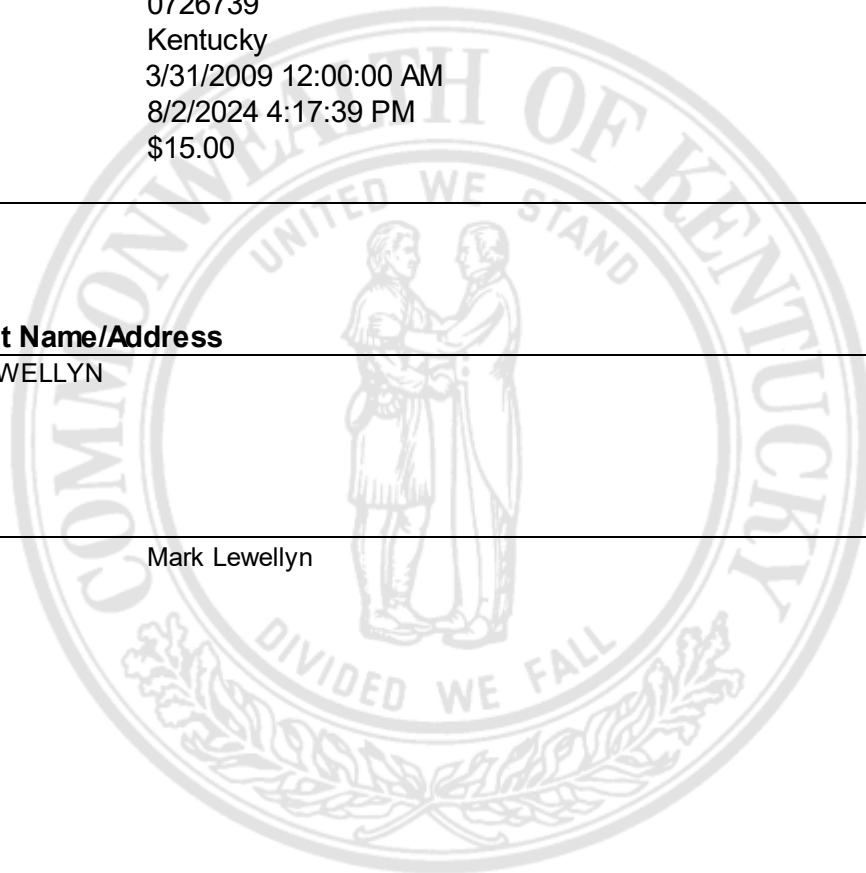 0726739
Kentucky
3/31/2009 12:00:00 AM
8/2/2024 4:17:39 PM
$15.00
COMMONWEALTH OF KENTUCKY
UNITED WE STAND
t Name/Address
WELLYN
Mark Lewellyn
DIVIDED WE FALL